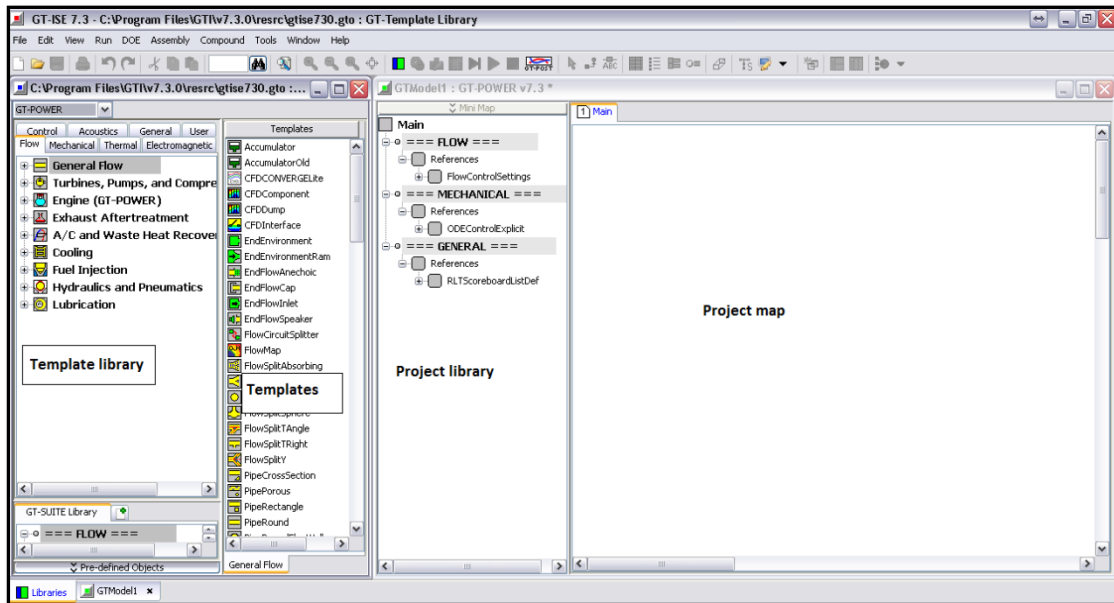 GT-ISE 7.3 - C:\Program Files\GTI\v7.3.0\resrc\gtise730.gto : GT-Template Library
File Edit View Run DOE Assembly Compound Tools Window Help
C:\Program Files\GTI\v7.3.0\resrc\gtise730.gto :...
GT-POWER
Control Acoustics General User
Flow Mechanical Thermal Electromagnetic
General Flow
Turbines, Pumps, and Compre
Engine (GT-POWER)
Exhaust Aftertreatment
A/C and Waste Heat Recove
Cooling
Fuel Injection
Hydraulics and Pneumatics
Lubrication
Template library
GT-SUITE Library
=== FLOW ===
Pre-defined Objects
Templates
Accumulator
AccumulatorOld
CFDCONVERGELite
CFDComponent
CFDDump
CFDInterface
EndEnvironment
EndEnvironmentRam
EndFlowAnechoic
EndFlowCap
EndFlowInlet
EndFlowSpeaker
FlowCircuitSplitter
FlowMap
FlowSplitAbsorbing
Templates
FlowSplitSphere
FlowSplitTAngle
FlowSplitTRight
FlowSplitY
PipeCrossSection
PipePorous
PipeRectangle
PipeRound
General Flow
GTModel1 : GT-POWER v7.3 *
Mini Map
Main
=== FLOW ===
References
FlowControlSettings
=== MECHANICAL ===
References
ODEControlExplicit
=== GENERAL ===
References
RLTScoreboardListDef
Project library
1 Main
Project map
Libraries GTModel1